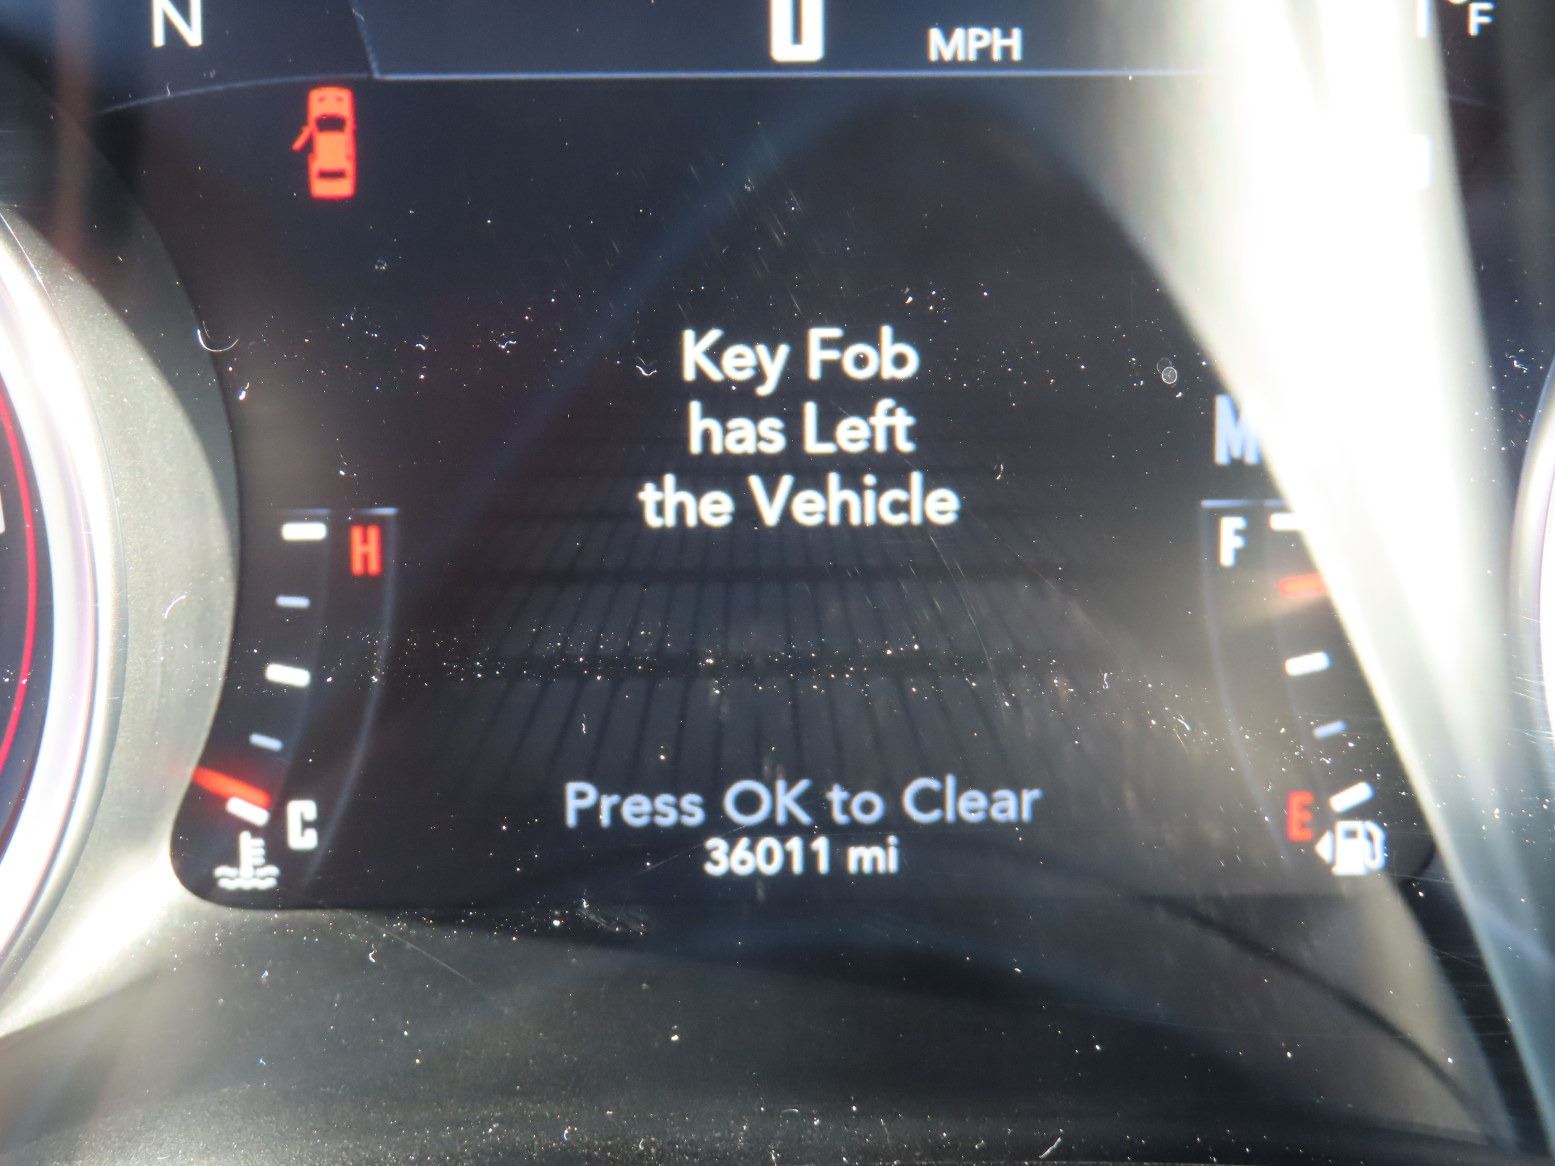 N
MPH
F
Key Fob
has Left
the Vehicle
M
H
F
Press OK to Clear
C
E
36011 mi